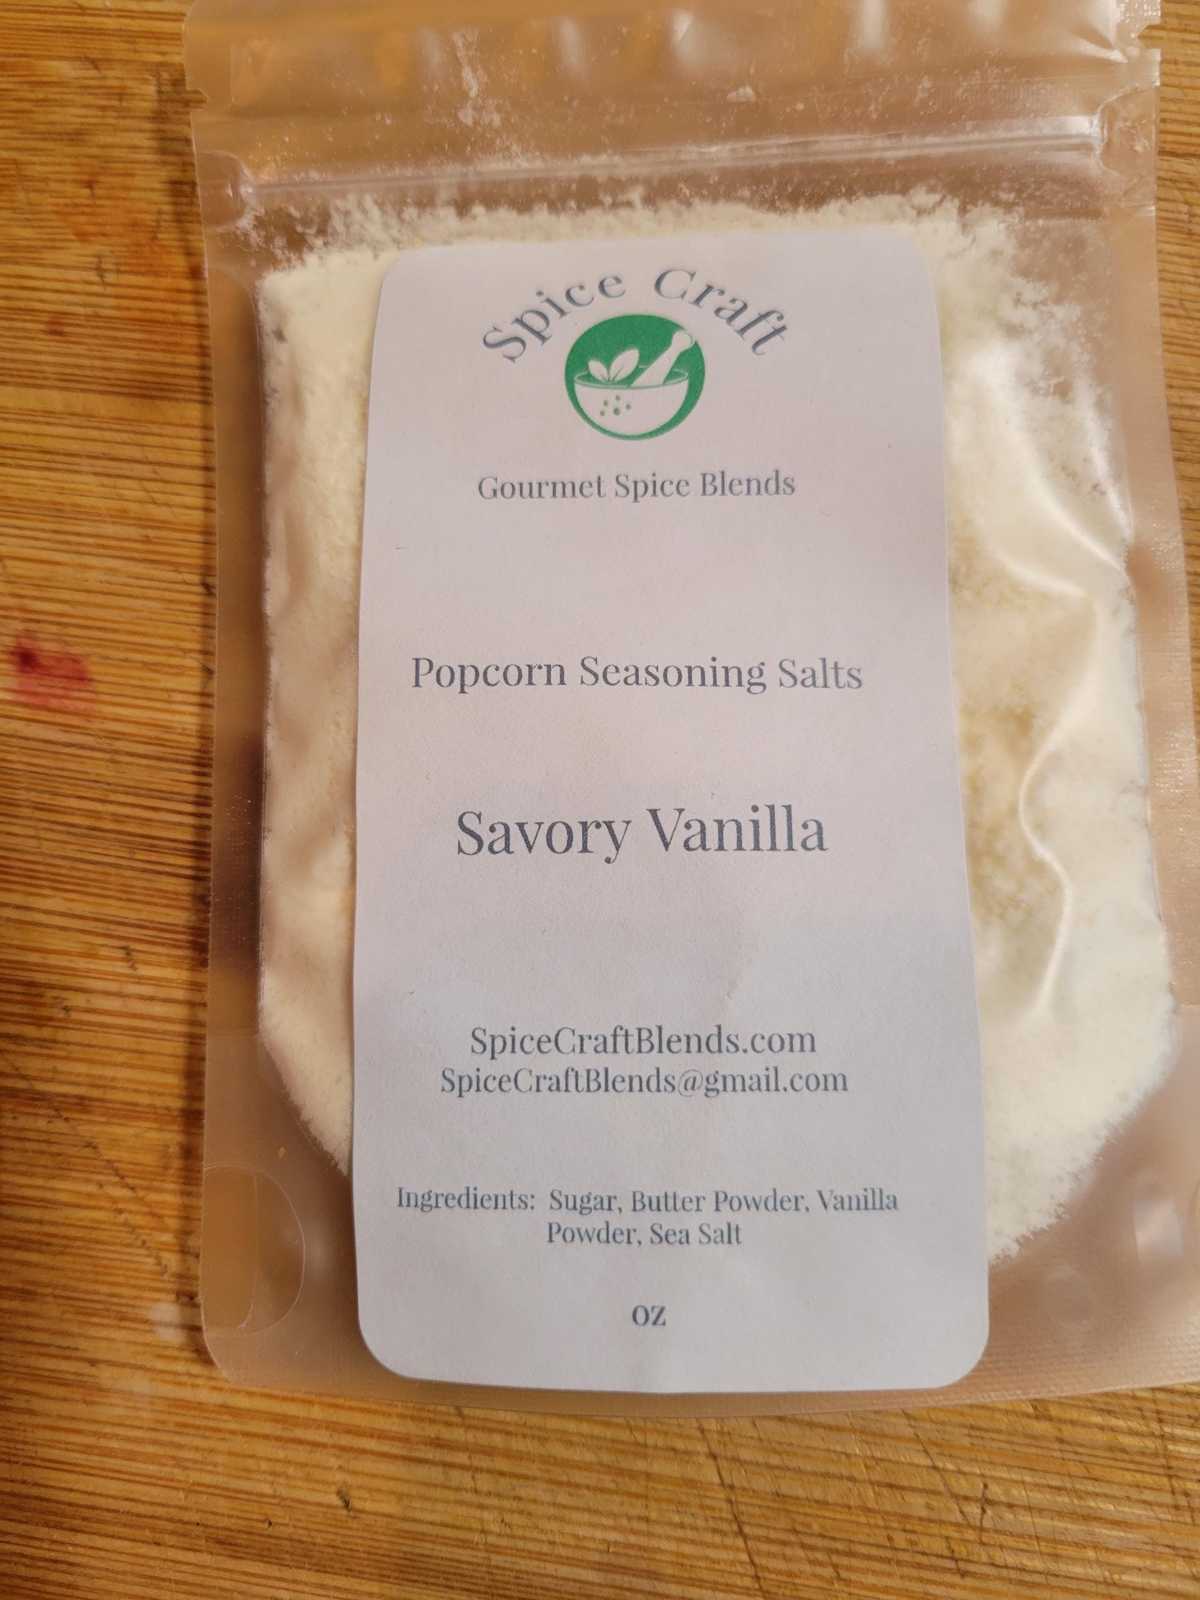 Spice Craft
Gourmet Spice Blends
Popcorn Seasoning Salts
Savory Vanilla
SpiceCraftBlends.com
SpiceCraftBlends@gmail.com
Ingredients: Sugar, Butter Powder, Vanilla
Powder, Sea Salt
oz